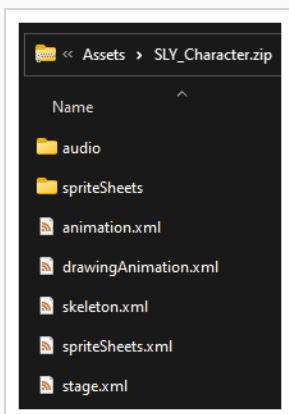 « Assets > SLY_Character.zip
Name
audio
spriteSheets
animation.xml
drawingAnimation.xml
skeleton.xml
spriteSheets.xml
stage.xml